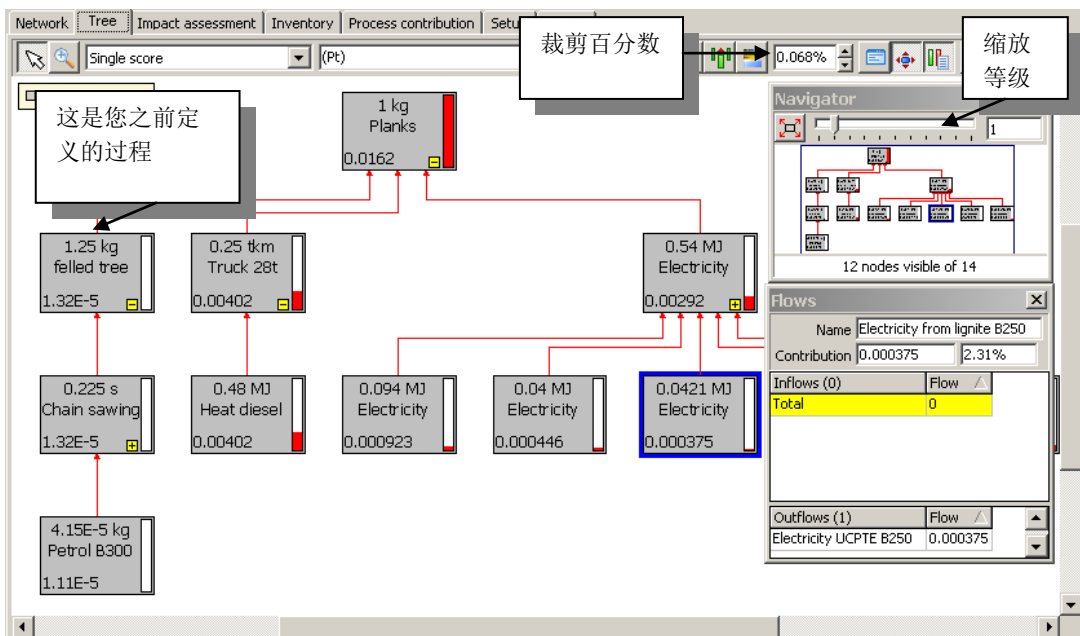 Network Tree Impact assessment Inventory Process contribution Setu
Single score (Pt) 0.068%
裁剪百分数
缩放
等级
这是您之前定
义的过程
1 kg
Planks
0.0162
1.25 kg
felled tree
1.32E-5
0.25 tkm
Truck 28t
0.00402
0.54 MJ
Electricity
0.00292
0.225 s
Chain sawing
1.32E-5
0.48 MJ
Heat diesel
0.00402
0.094 MJ
Electricity
0.000923
0.04 MJ
Electricity
0.000446
0.0421 MJ
Electricity
0.000375
4.15E-5 kg
Petrol B300
1.11E-5
Navigator
1
12 nodes visible of 14
Flows
Name Electricity from lignite B250
Contribution 0.000375 2.31%
Inflows (0) Flow
Total 0
Outflows (1) Flow
Electricity UCPTE B250 0.000375